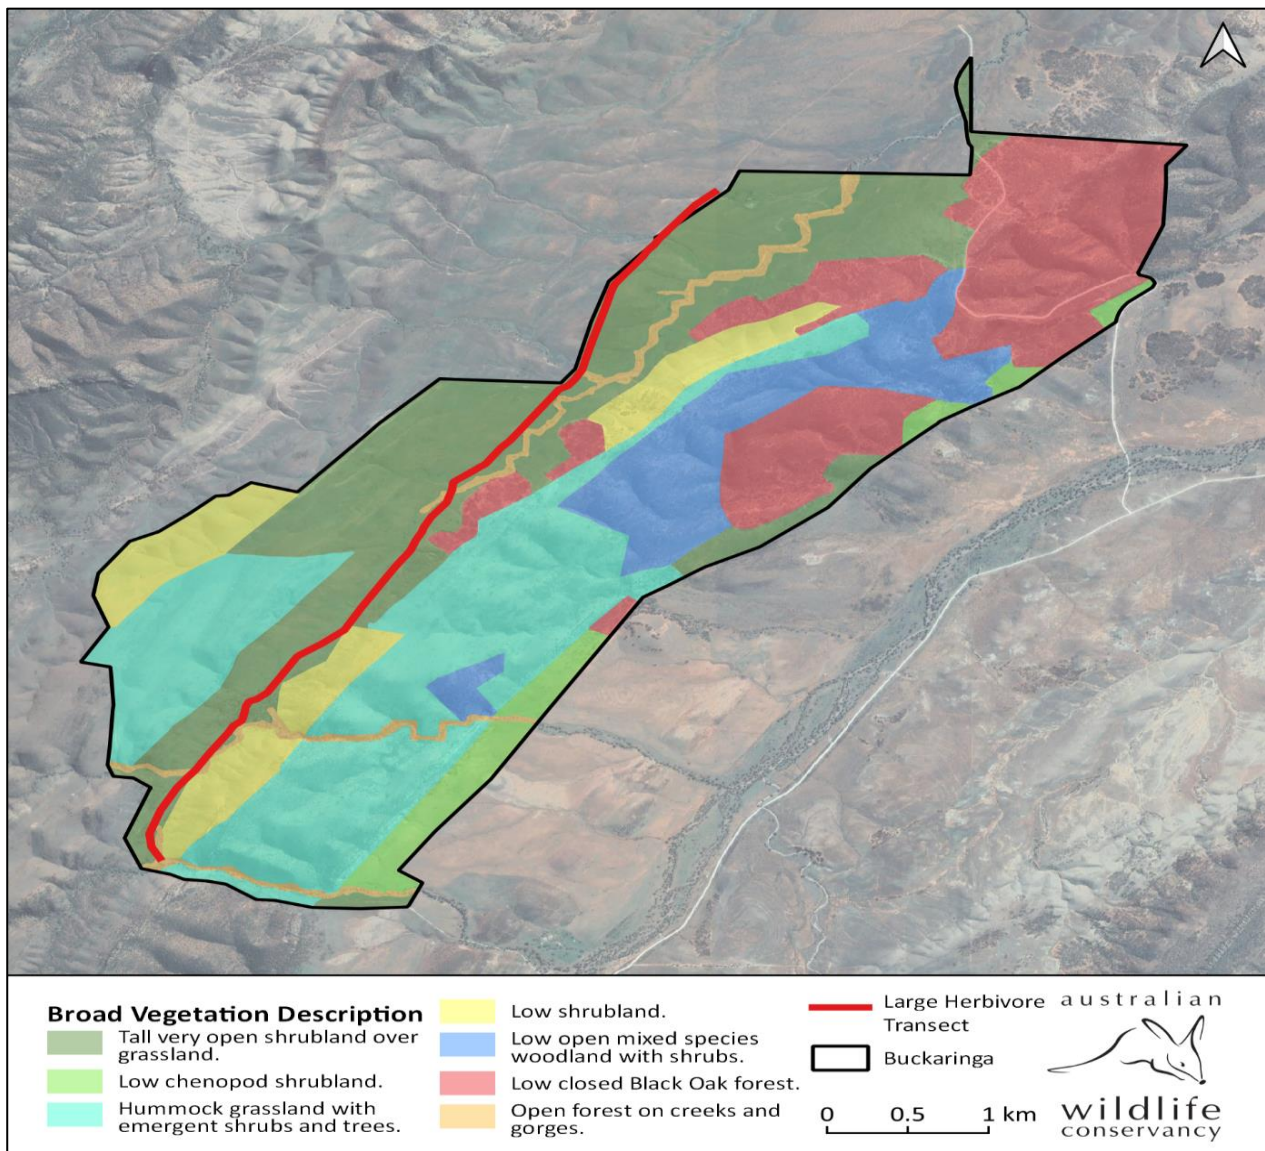 Broad Vegetation Description
Tall very open shrubland over
grassland.
Low chenopod shrubland.
Hummock grassland with
emergent shrubs and trees.
Low shrubland.
Low open mixed species
woodland with shrubs.
Low closed Black Oak forest.
Open forest on creeks and
gorges.
Large Herbivore
Transect
Buckaringa
0 0.5 1 km
australian
wildlife
conservancy